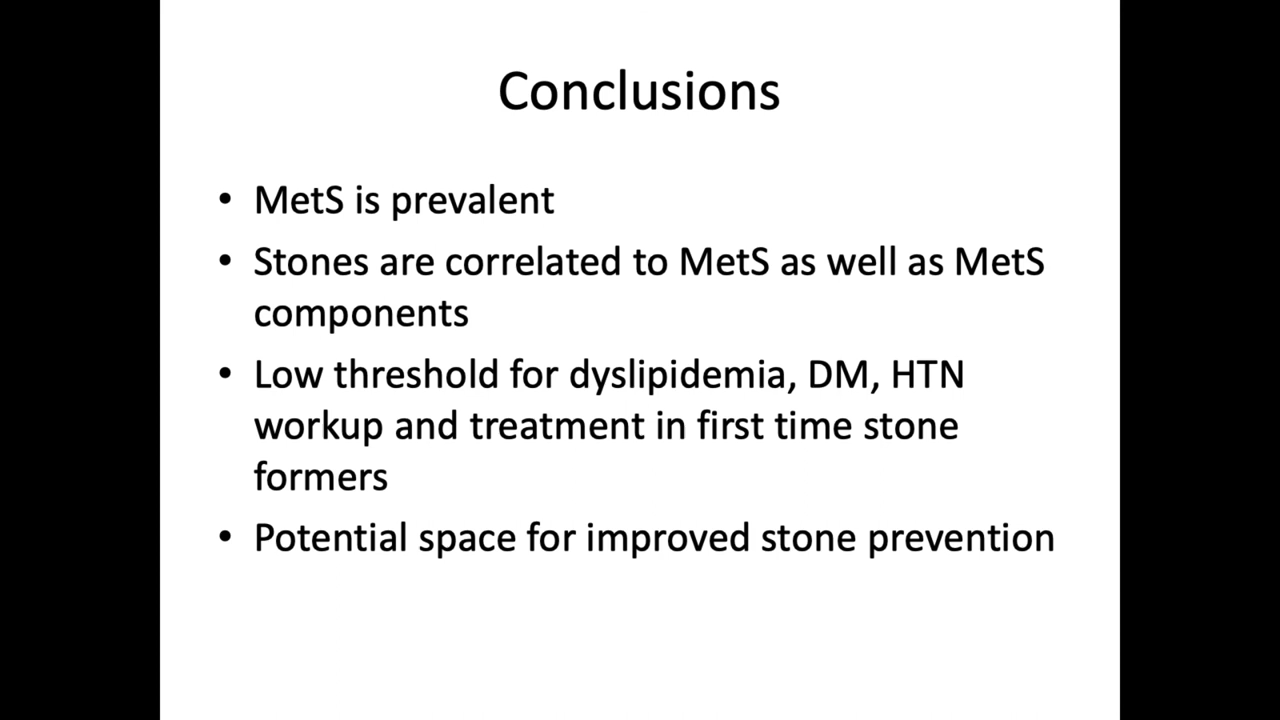 Conclusions
• MetS is prevalent
• Stones are correlated to MetS as well as MetS
components
• Low threshold for dyslipidemia, DM, HTN
workup and treatment in first time stone
formers
• Potential space for improved stone prevention